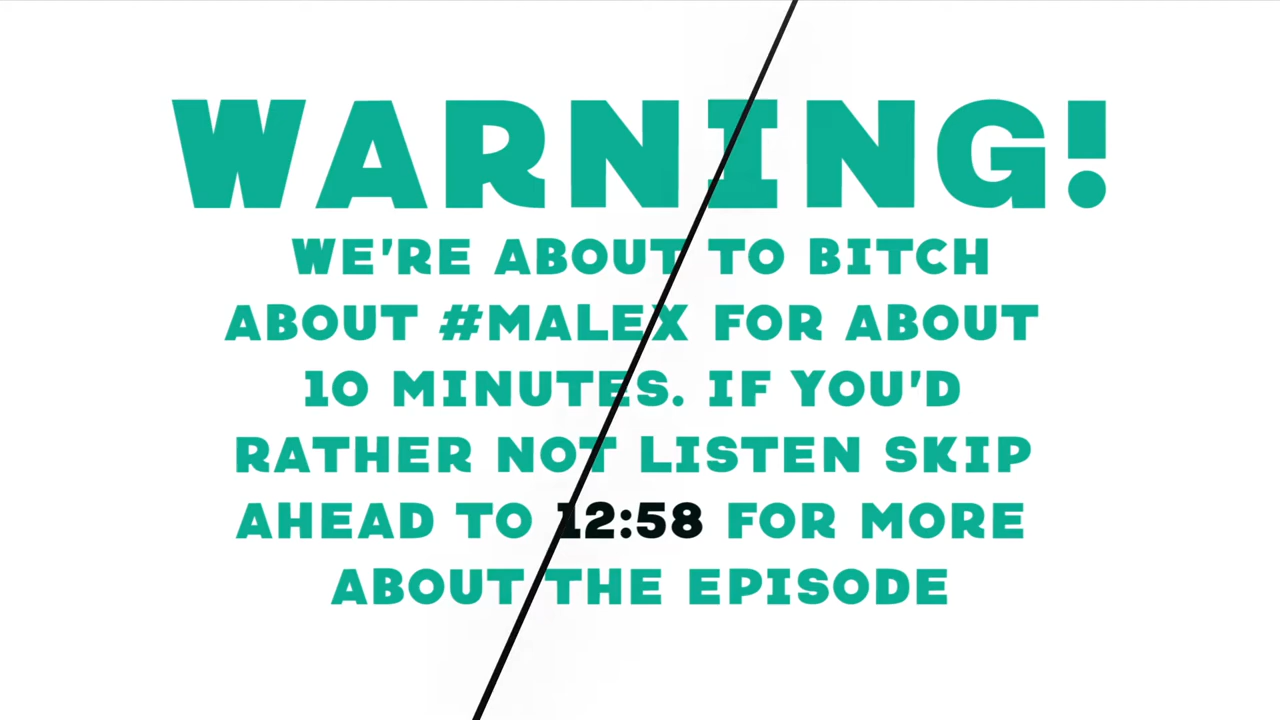 WARNING!
WE'RE ABOUT TO BITCH
ABOUT #MALEX FOR ABOUT
10 MINUTES. IF YOU'D
RATHER NOT LISTEN SKIP
AHEAD TO 12:58 FOR MORE
ABOUT THE EPISODE